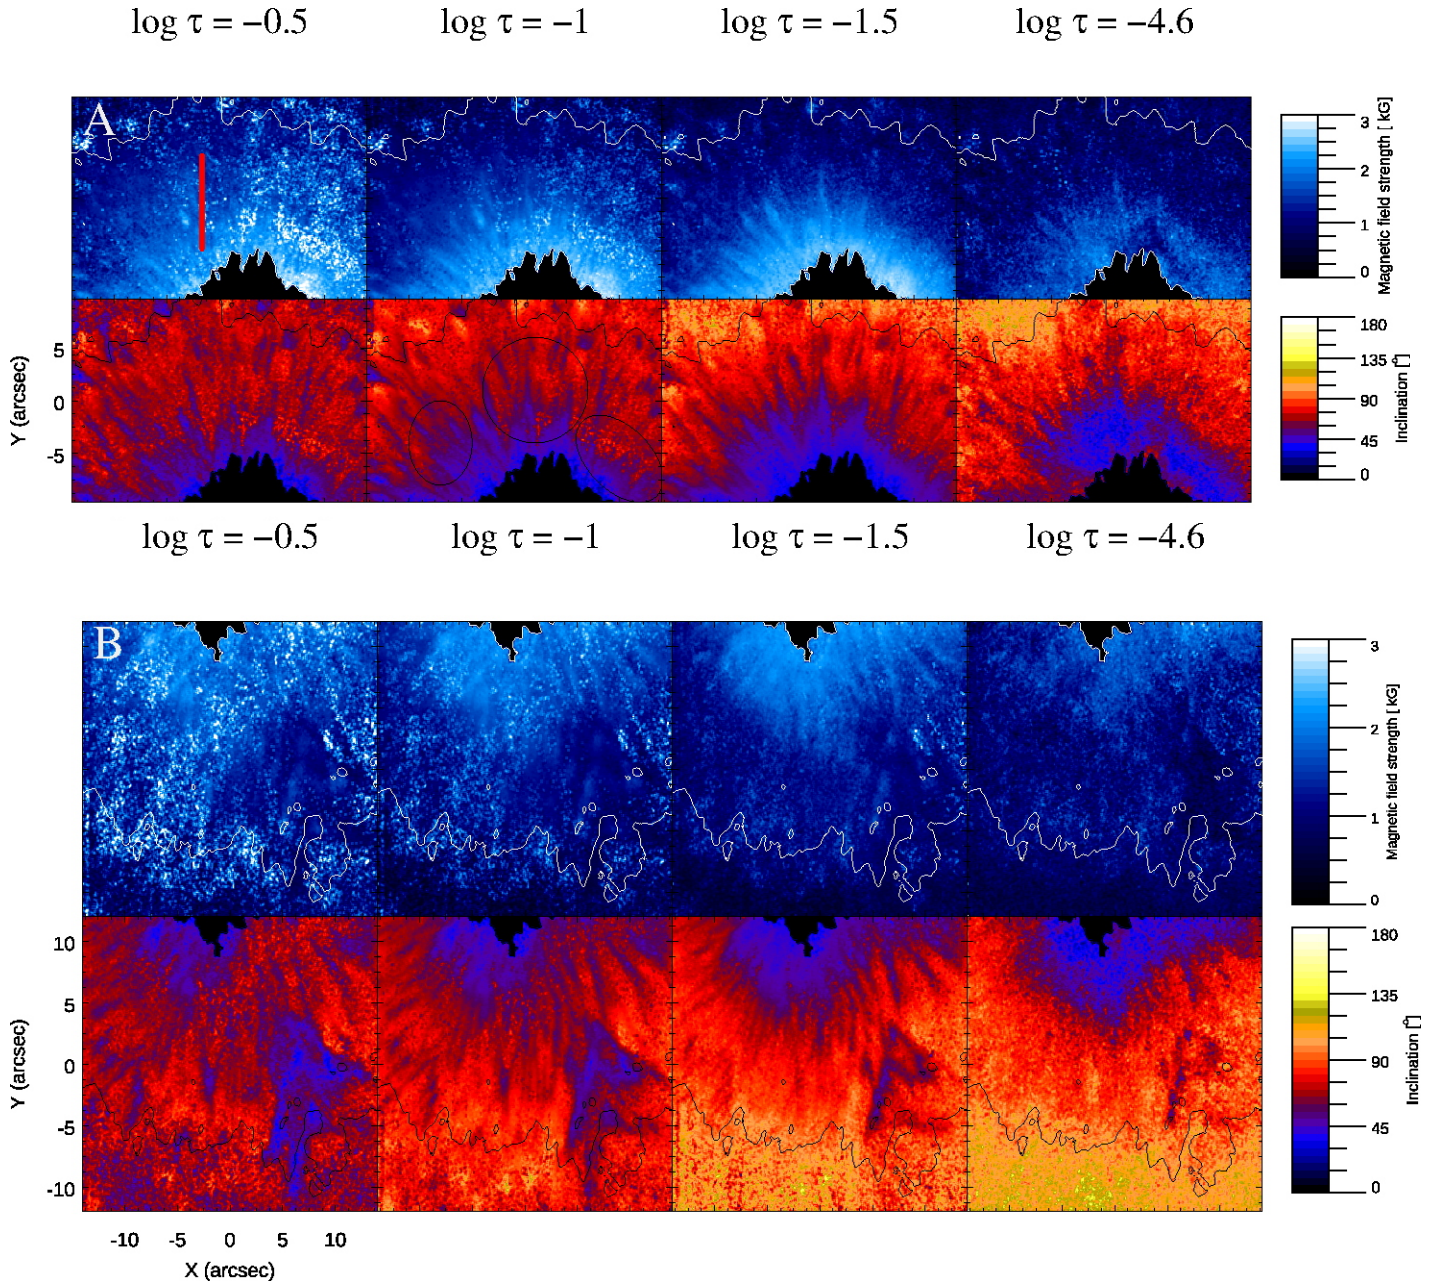 log τ = −0.5 log τ = −1 log τ = −1.5 log τ = −4.6
A
3
2
1
0
Magnetic field strength [ kG]
5
0
-5
Y (arcsec)
180
135
90
45
0
Inclination [°]
log τ = −0.5 log τ = −1 log τ = −1.5 log τ = −4.6
B
3
2
1
0
Magnetic field strength [ kG]
10
5
0
-5
-10
Y (arcsec)
180
135
90
45
0
Inclination [°]
-10 -5 0 5 10
X (arcsec)